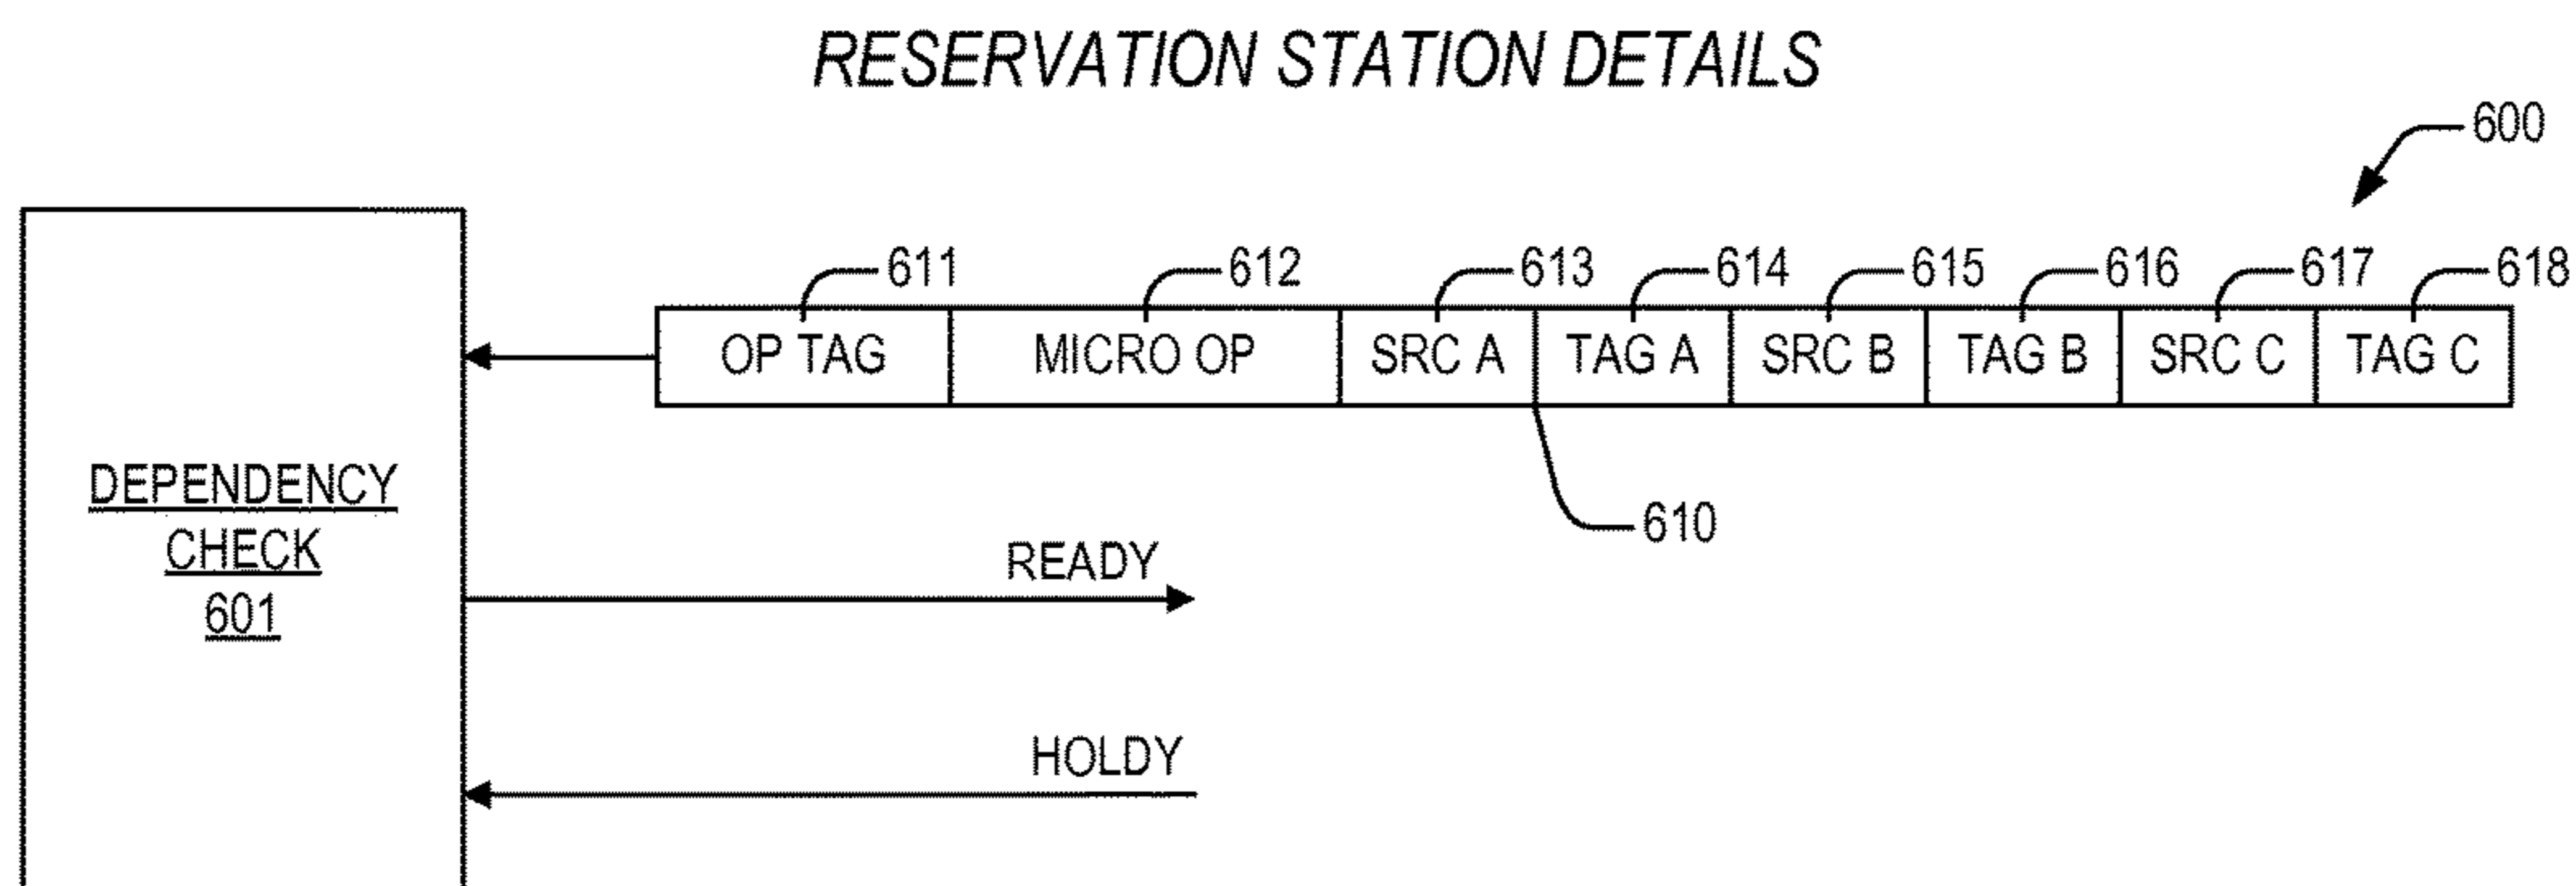 RESERVATION STATION DETAILS
600
611 612 613 614 615 616 617 618
OP TAG MICRO OP SRC A TAG A SRC B TAG B SRC C TAG C
DEPENDENCY
CHECK
601
610
READY
HOLDY